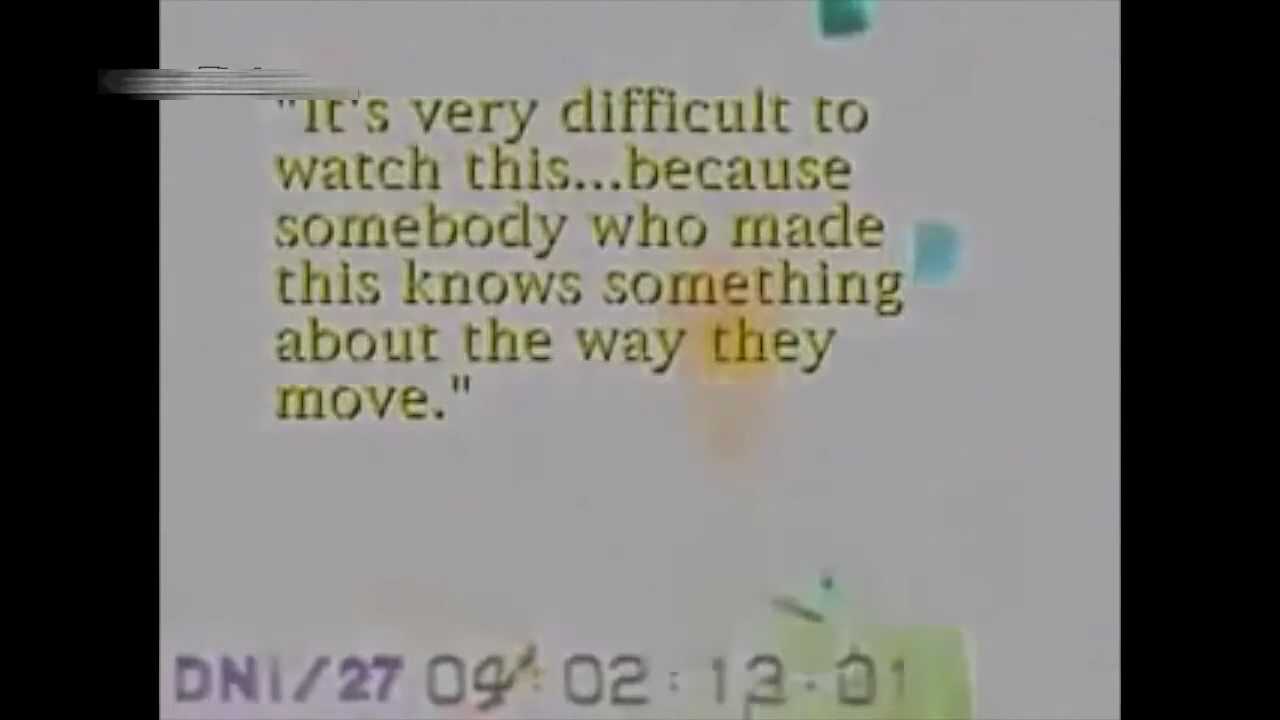 "It's very difficult to
watch this...because
somebody who made
this knows something
about the way they
move."
DNI/27 04:02:13.01